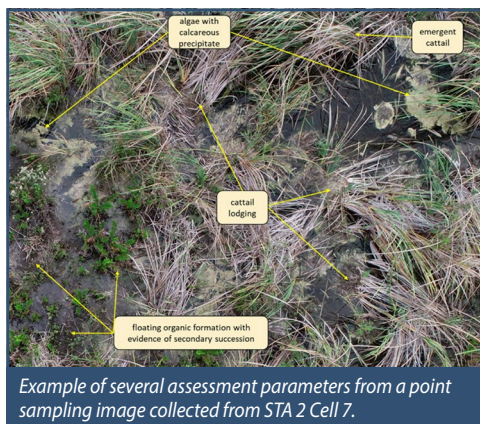 algae with
calcareous
precipitate
emergent
cattail
cattail
lodging
floating organic formation with
evidence of secondary succession
Example of several assessment parameters from a point
sampling image collected from STA 2 Cell 7.